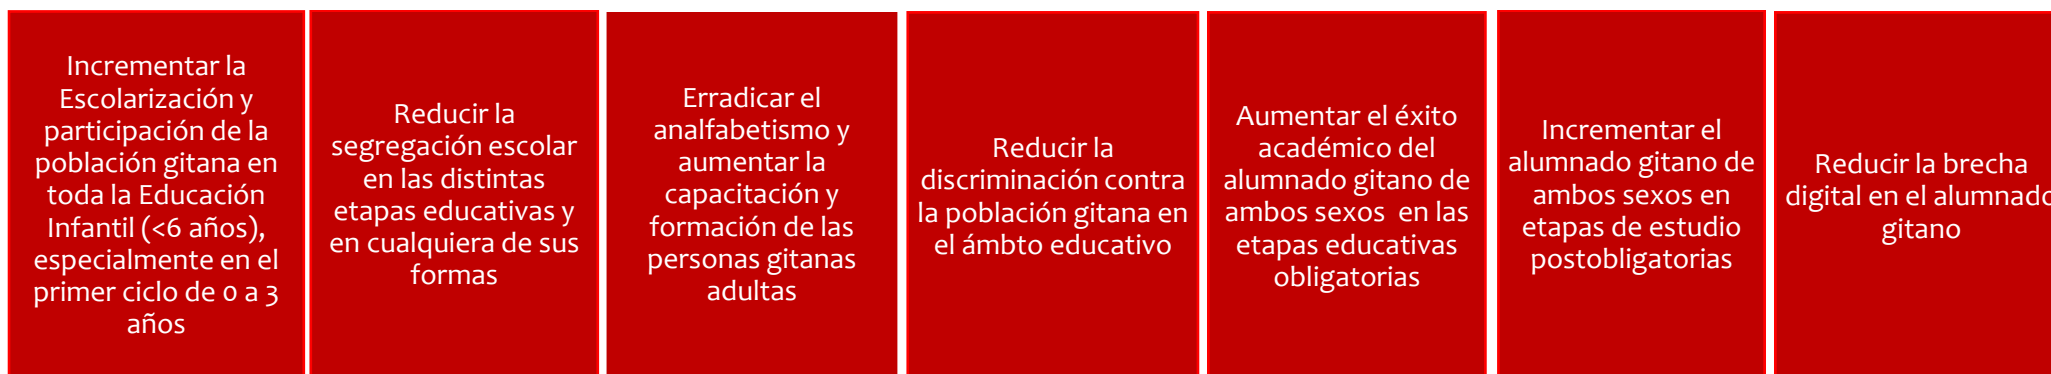 Incrementar la
Escolarización y
participación de la
población gitana en
toda la Educación
Infantil (<6 años),
especialmente en el
primer ciclo de 0 a 3
años
Reducir la
segregación escolar
en las distintas
etapas educativas y
en cualquiera de sus
formas
Erradicar el
analfabetismo y
aumentar la
capacitación y
formación de las
personas gitanas
adultas
Reducir la
discriminación contra
la población gitana en
el ámbto educativo
Aumentar el éxito
académico del
alumnado gitano de
ambos sexos en las
etapas educativas
obligatorias
Incrementar el
alumnado gitano de
ambos sexos en
etapas de estudio
postobligatorias
Reducir la brecha
digital en el alumnado
gitano